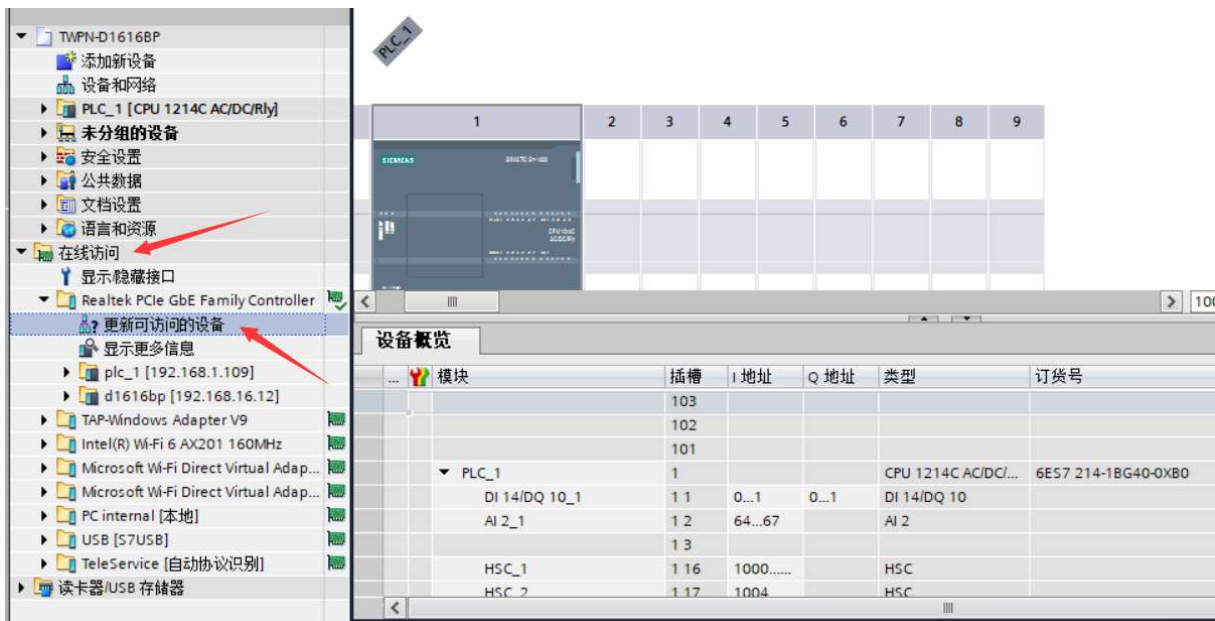 TWPN-D1616BP
添加新设备
设备和网络
PLC_1 [CPU 1214C AC/DC/Rly]
未分组的设备
安全设置
公共数据
文档设置
语言和资源
在线访问
显示/隐藏接口
Realtek PCIe GbE Family Controller
更新可访问的设备
显示更多信息
plc_1 [192.168.1.109]
d1616bp [192.168.16.12]
TAP-Windows Adapter V9
Intel(R) Wi-Fi 6 AX201 160MHz
Microsoft Wi-Fi Direct Virtual Adap...
Microsoft Wi-Fi Direct Virtual Adap...
PC internal [本地]
USB [S7USB]
TeleService [自动协议识别]
读卡器/USB 存储器
PLC_1
1 2 3 4 5 6 7 8 9
SIEMENS
100
设备概览
... 模块 插槽 I 地址 Q 地址 类型 订货号
103
102
101
PLC_1 1 CPU 1214C AC/DC/... 6ES7 214-1BG40-0XB0
DI 14/DQ 10_1 1 1 0...1 0...1 DI 14/DQ 10
AI 2_1 1 2 64...67 AI 2
1 3
HSC_1 1 16 1000...... HSC
HSC_2 1 17 1004 HSC